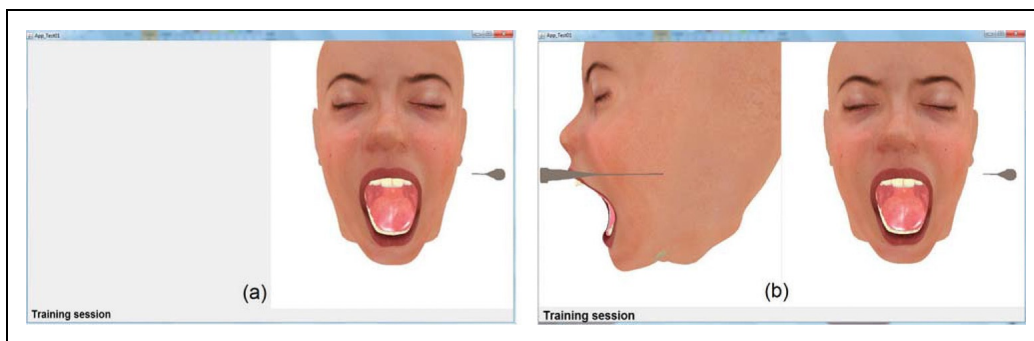 App_Test01
App_Test01
(a)
(b)
Training session
Training session